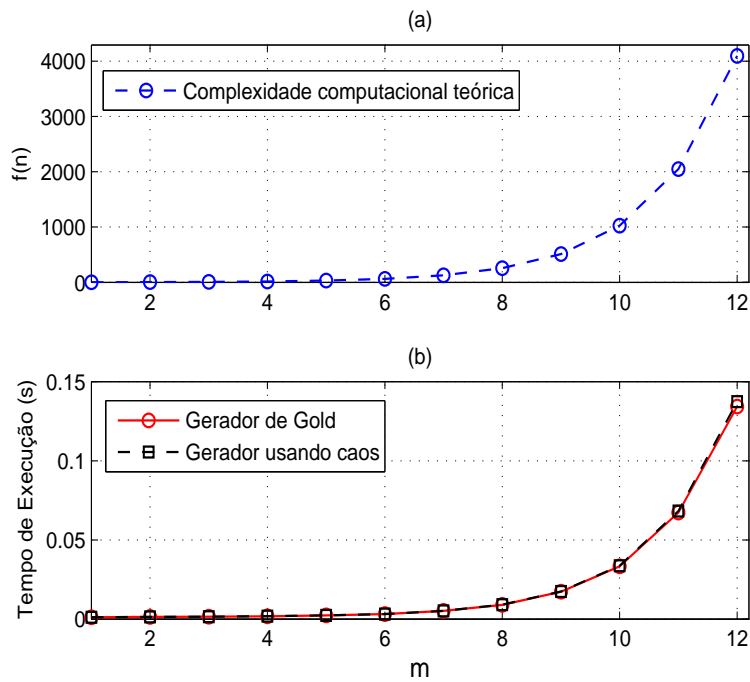 (a)
4000
3000
2000
1000
0
f(n)
Complexidade computacional teórica
2 4 6 8 10 12
(b)
0.15
0.1
0.05
0
Tempo de Execução (s)
Gerador de Gold
Gerador usando caos
2 4 6 8 10 12
m